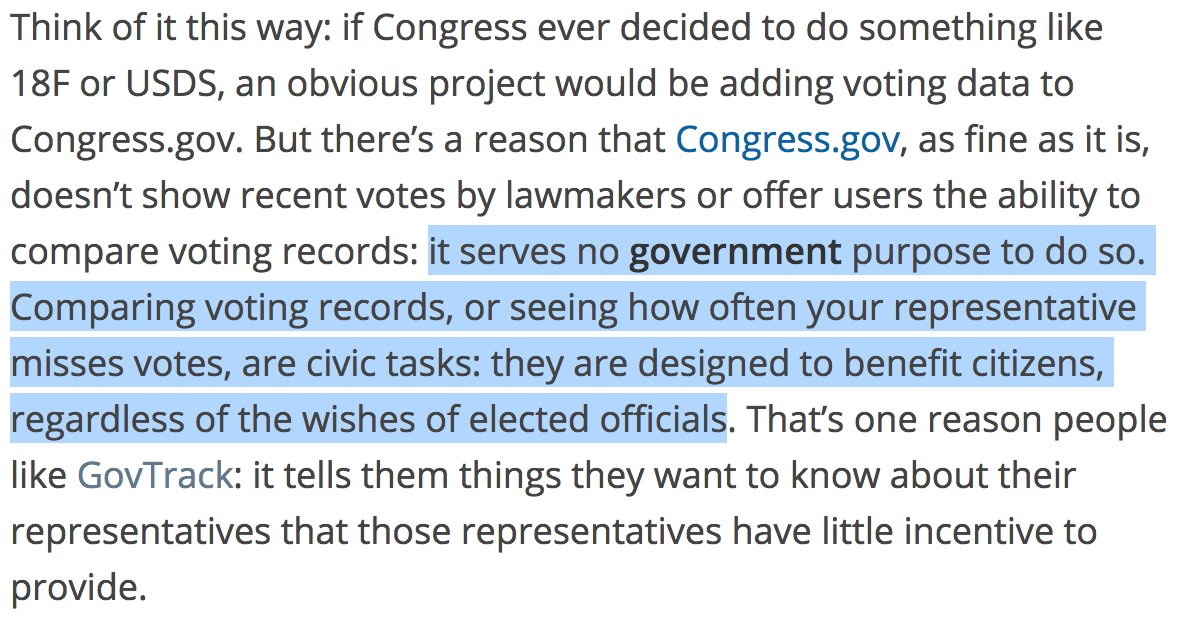 Think of it this way: if Congress ever decided to do something like
18F or USDS, an obvious project would be adding voting data to
Congress.gov. But there’s a reason that Congress.gov, as fine as it is,
doesn’t show recent votes by lawmakers or offer users the ability to
compare voting records: it serves no government purpose to do so.
Comparing voting records, or seeing how often your representative
misses votes, are civic tasks: they are designed to benefit citizens,
regardless of the wishes of elected officials. That’s one reason people
like GovTrack: it tells them things they want to know about their
representatives that those representatives have little incentive to
provide.